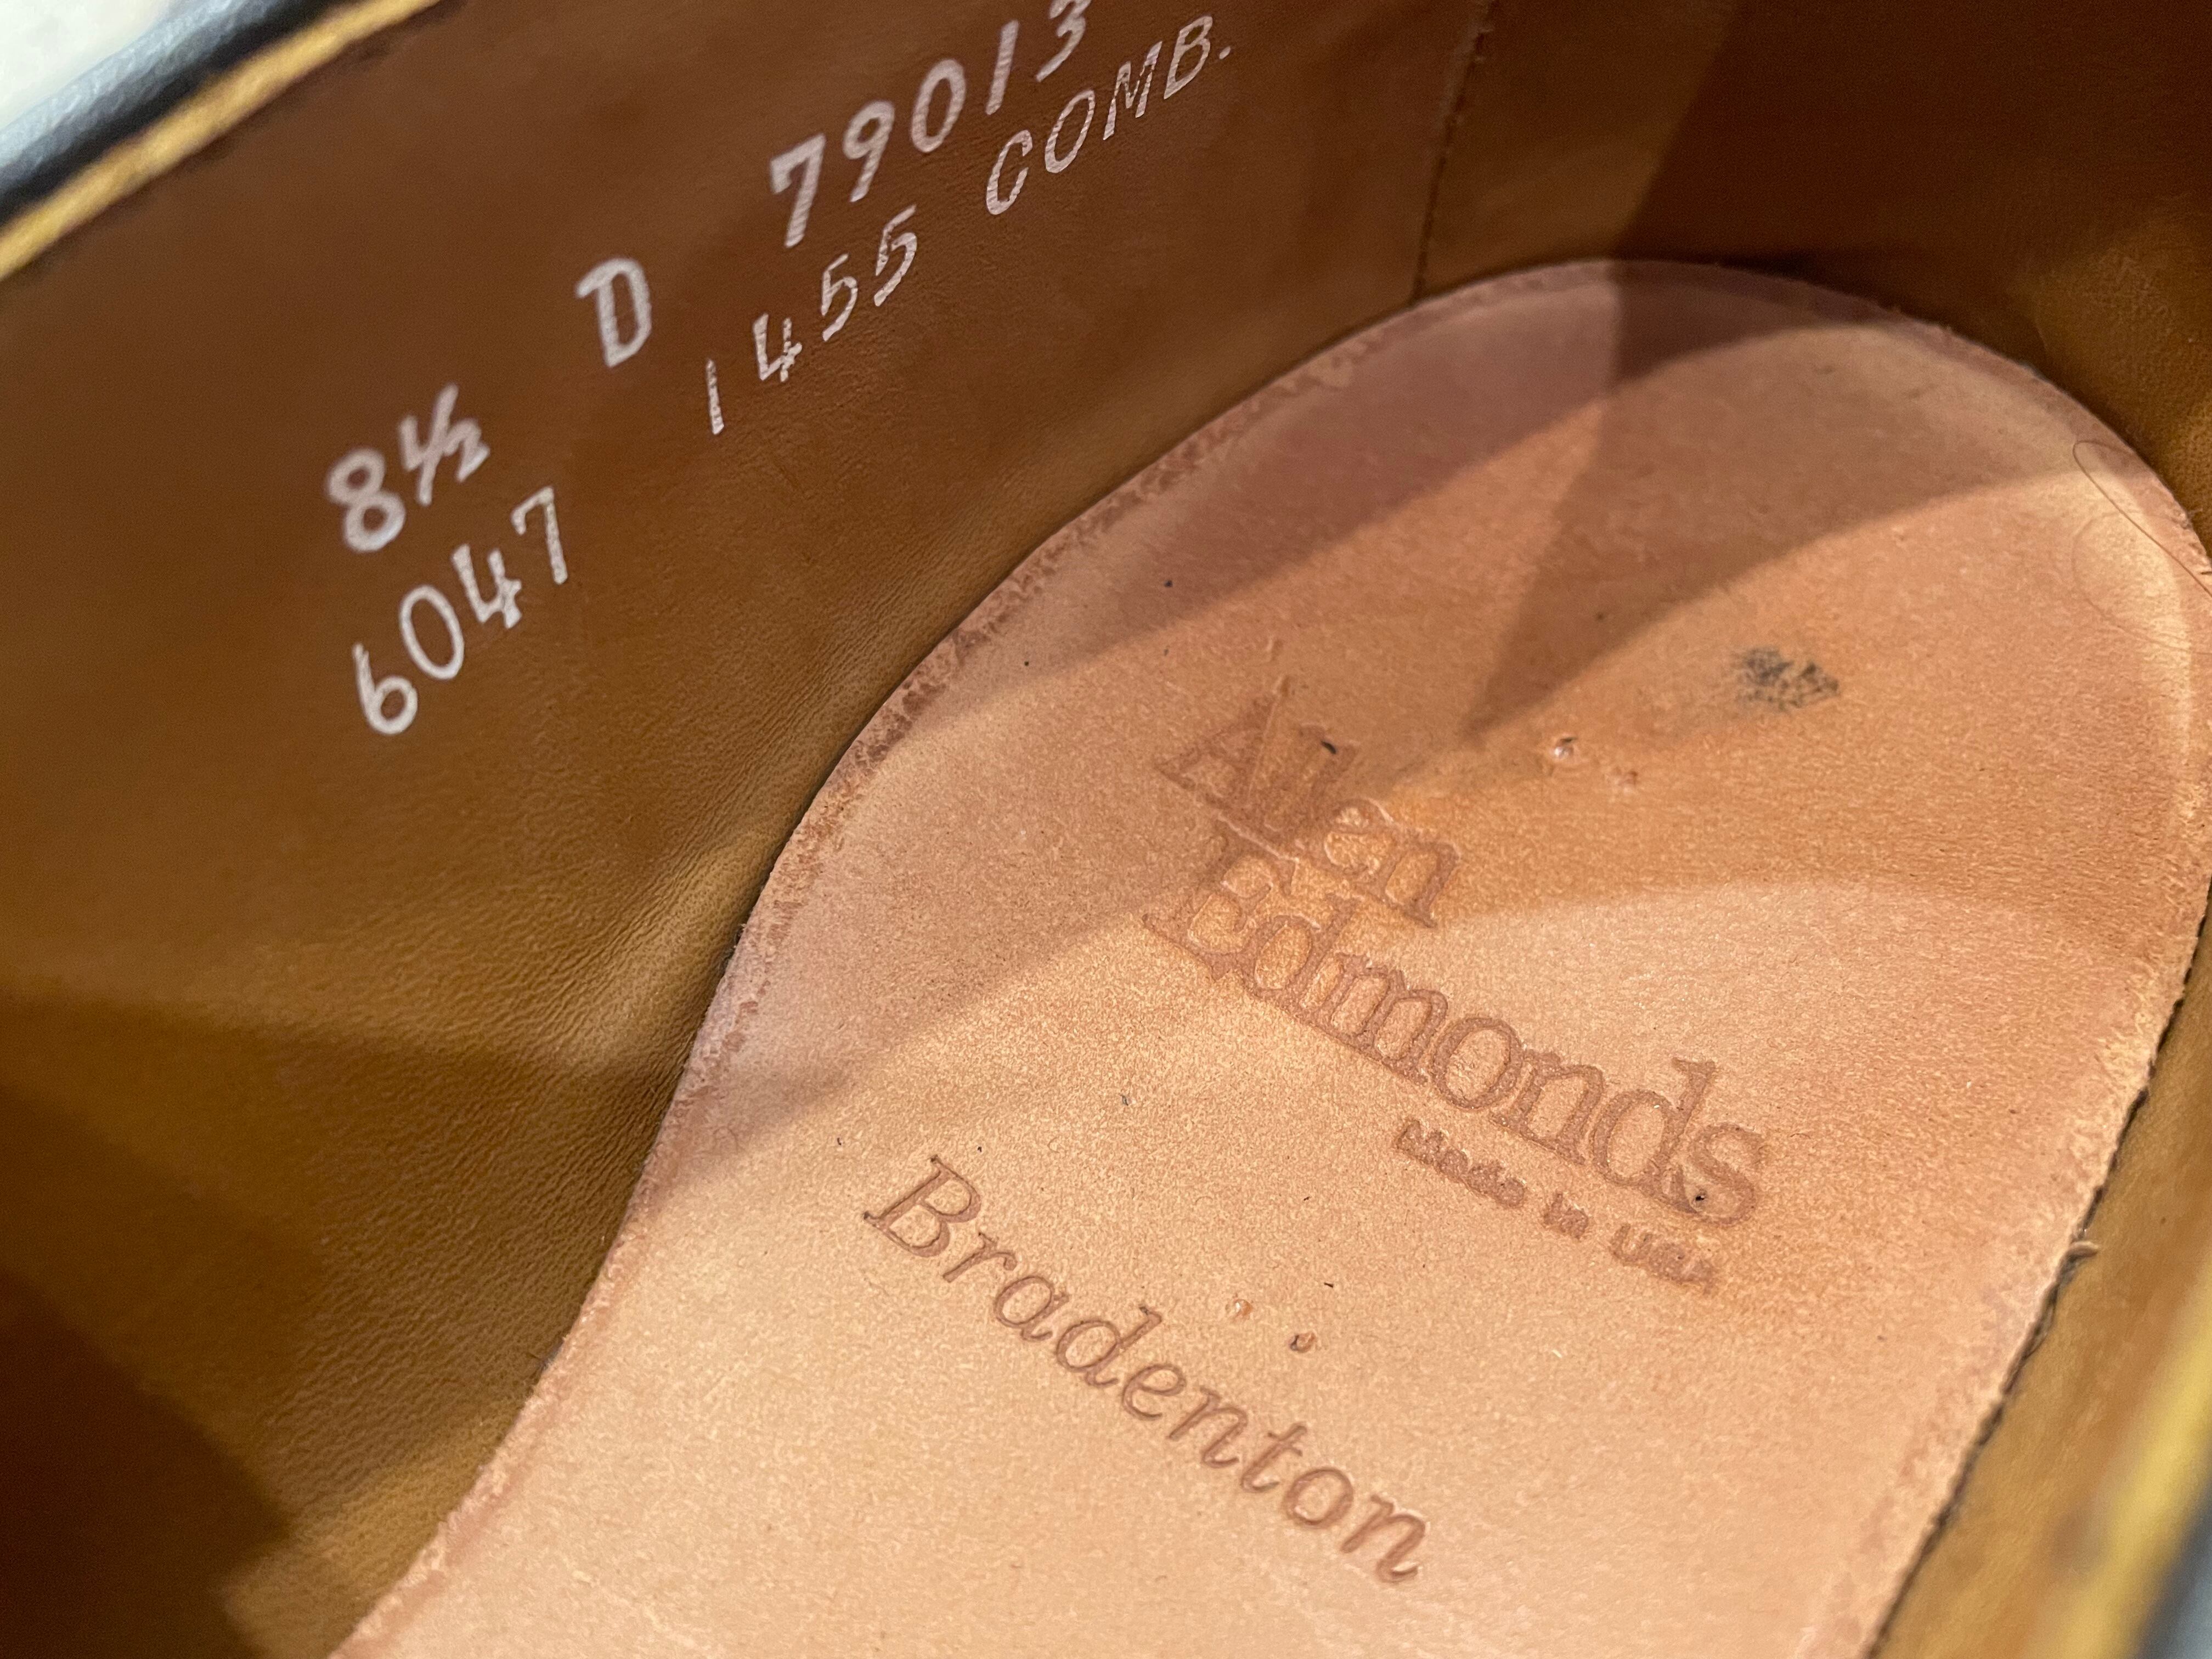 8½ D 79013
6047 1455 COMB.
Allen
Edmonds
Made in USA
Bradenton